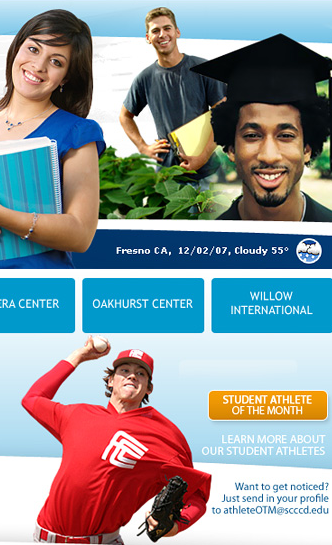 Fresno CA, 12/02/07, Cloudy 55°
ERA CENTER
OAKHURST CENTER
WILLOW
INTERNATIONAL
STUDENT ATHLETE
OF THE MONTH
LEARN MORE ABOUT
OUR STUDENT ATHLETES
Want to get noticed?
Just send in your profile
to athleteOTM@scccd.edu